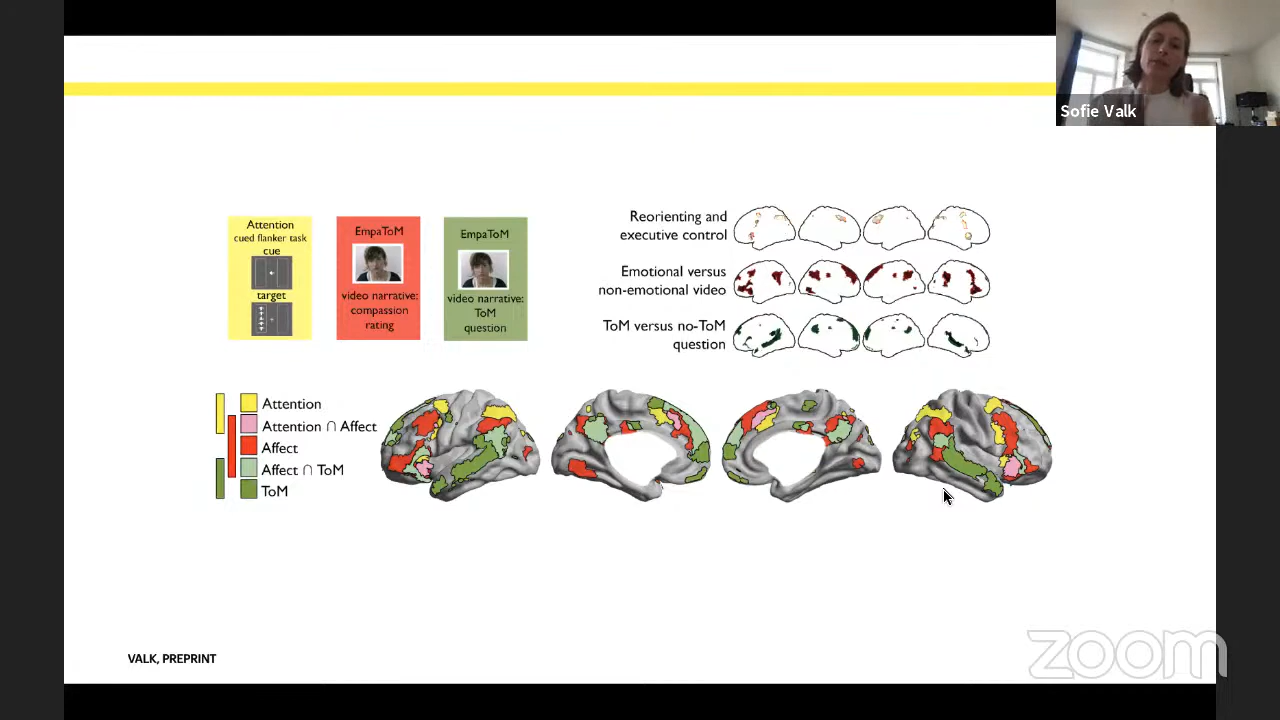 Sofie Valk
Attention
cued flanker task
cue
target
EmpaToM
video narrative:
compassion
rating
EmpaToM
video narrative:
ToM
question
Reorienting and
executive control
Emotional versus
non-emotional video
ToM versus no-ToM
question
Attention
Attention ∩ Affect
Affect
Affect ∩ ToM
ToM
VALK, PREPRINT
zoom